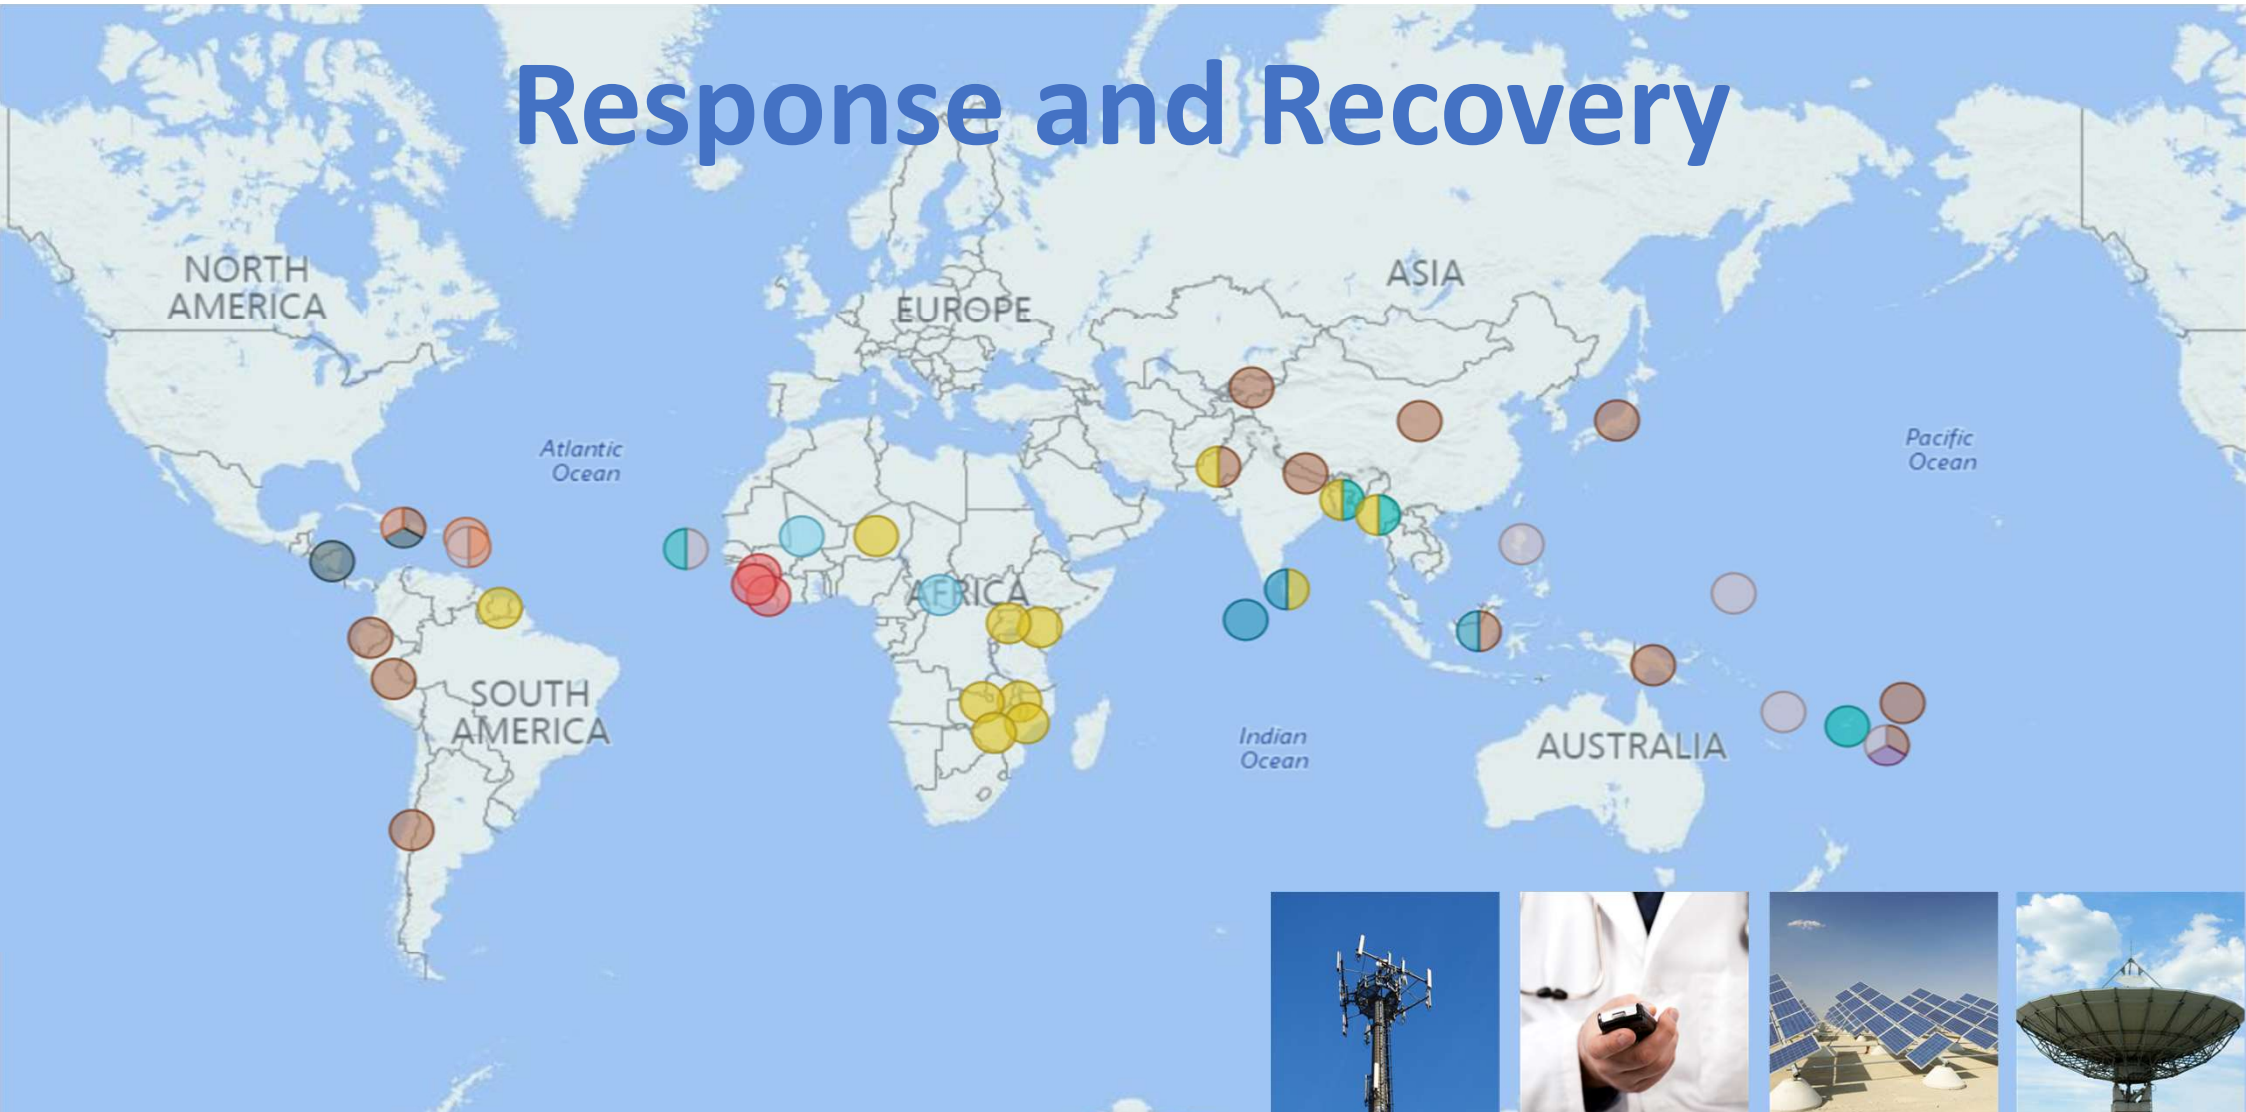 Response and Recovery
NORTH
AMERICA
ASIA
EUROPE
Atlantic
Ocean
Pacific
Ocean
AFRICA
SOUTH
AMERICA
Indian
Ocean
AUSTRALIA